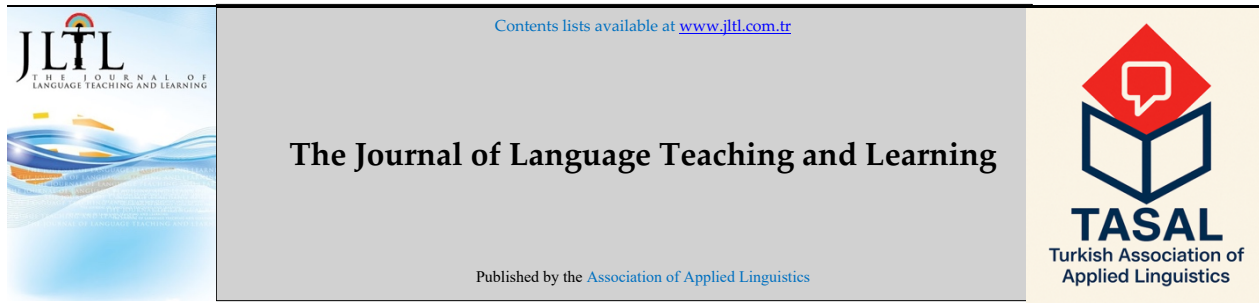 JLTL
THE JOURNAL OF
LANGUAGE TEACHING AND LEARNING
Contents lists available at www.jltl.com.tr
The Journal of Language Teaching and Learning
Published by the Association of Applied Linguistics
TASAL
Turkish Association of
Applied Linguistics